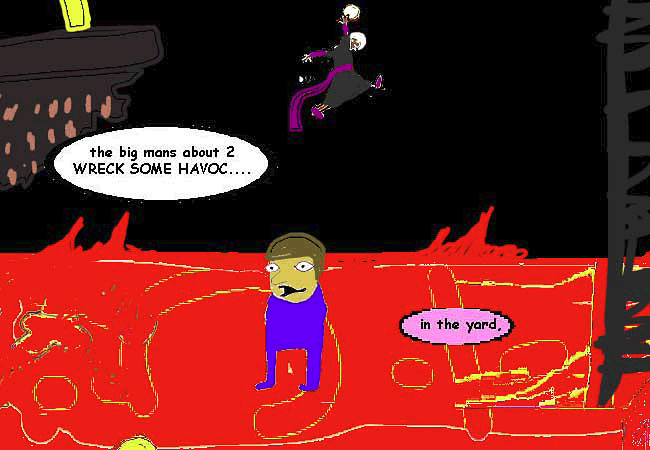 the big mans about 2
WRECK SOME HAVOC....
in the yard,